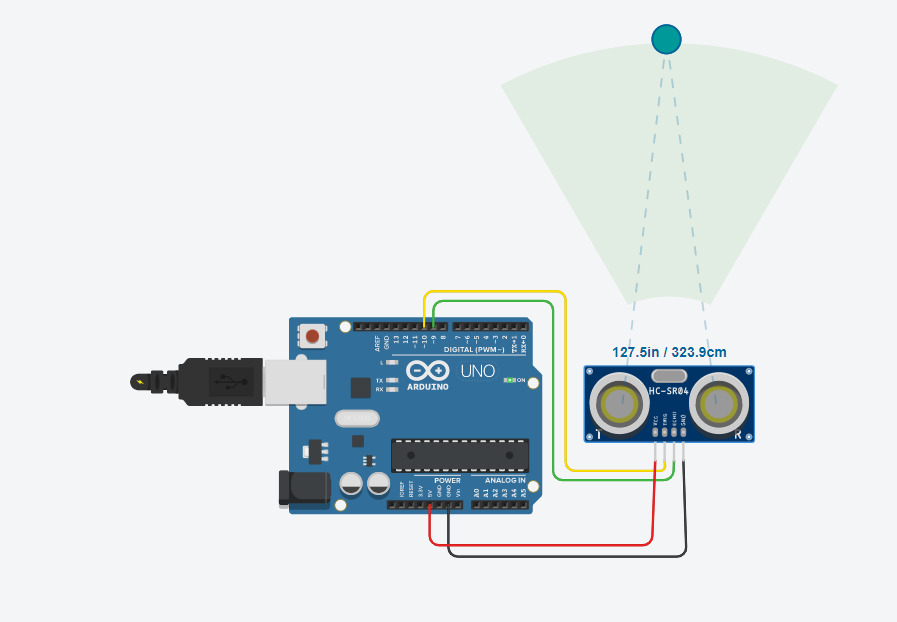 127.5in / 323.9cm
HC-SR04
VCC
TRIG
ECHO
GND
T
R
AREF
GND
13
12
~11
~10
~9
8
7
~6
~5
4
~3
2
TX→1
RX←0
DIGITAL (PWM~)
L
TX
RX
ARDUINO
UNO
ON
POWER
ANALOG IN
IOREF
RESET
3.3V
5V
GND
GND
Vin
A0
A1
A2
A3
A4
A5